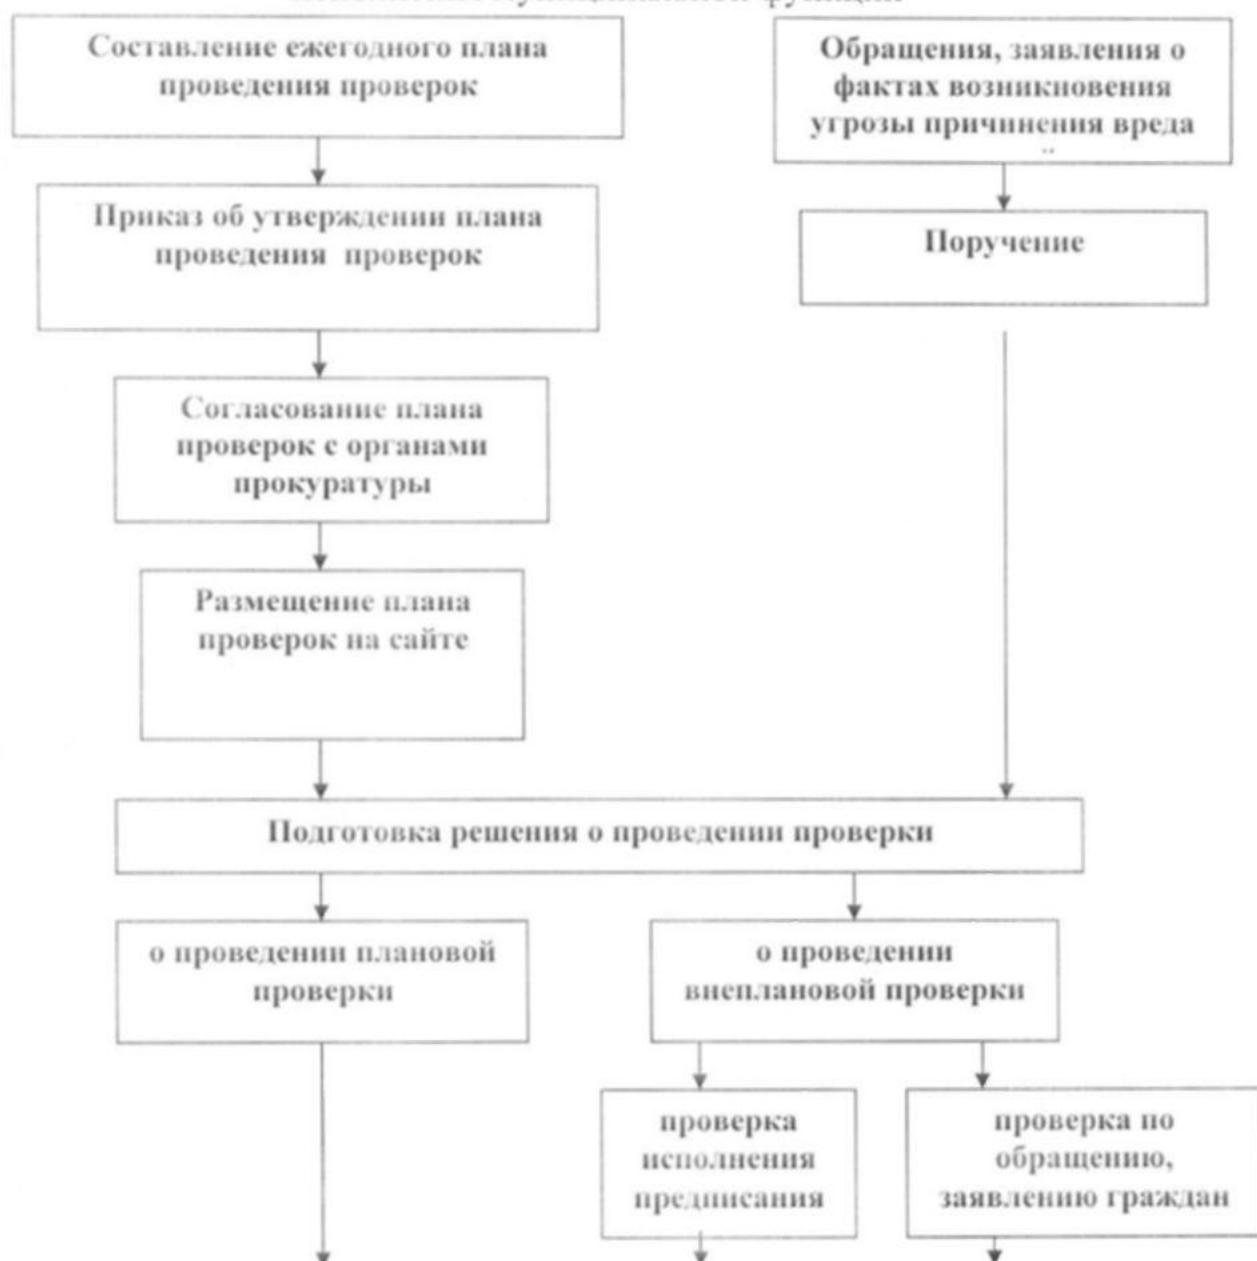 Составление ежегодного плана
проведения проверок
Обращения, заявления о
фактах возникновения
угрозы причинения вреда
Приказ об утверждении плана
проведения проверок
Поручение
Согласование плана
проверок с органами
прокуратуры
Размещение плана
проверок на сайте
Подготовка решения о проведении проверки
о проведении плановой
проверки
о проведении
внеплановой проверки
проверка
исполнения
предписания
проверка по
обращению,
заявлению граждан